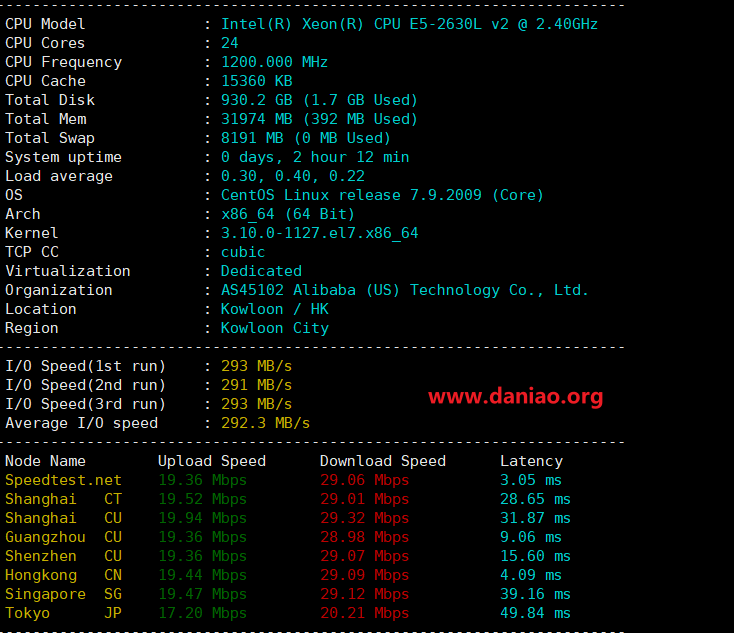 CPU Model : Intel(R) Xeon(R) CPU E5-2630L v2 @ 2.40GHz
CPU Cores : 24
CPU Frequency : 1200.000 MHz
CPU Cache : 15360 KB
Total Disk : 930.2 GB (1.7 GB Used)
Total Mem : 31974 MB (392 MB Used)
Total Swap : 8191 MB (0 MB Used)
System uptime : 0 days, 2 hour 12 min
Load average : 0.30, 0.40, 0.22
OS : CentOS Linux release 7.9.2009 (Core)
Arch : x86_64 (64 Bit)
Kernel : 3.10.0-1127.el7.x86_64
TCP CC : cubic
Virtualization : Dedicated
Organization : AS45102 Alibaba (US) Technology Co., Ltd.
Location : Kowloon / HK
Region : Kowloon City
I/O Speed(1st run) : 293 MB/s
I/O Speed(2nd run) : 291 MB/s
I/O Speed(3rd run) : 293 MB/s
Average I/O speed : 292.3 MB/s
www.daniao.org
Node Name Upload Speed Download Speed Latency
Speedtest.net 19.36 Mbps 29.06 Mbps 3.05 ms
Shanghai CT 19.52 Mbps 29.01 Mbps 28.65 ms
Shanghai CU 19.94 Mbps 29.32 Mbps 31.87 ms
Guangzhou CU 19.36 Mbps 28.98 Mbps 9.06 ms
Shenzhen CU 19.36 Mbps 29.07 Mbps 15.60 ms
Hongkong CN 19.44 Mbps 29.09 Mbps 4.09 ms
Singapore SG 19.47 Mbps 29.12 Mbps 39.16 ms
Tokyo JP 17.20 Mbps 20.21 Mbps 49.84 ms